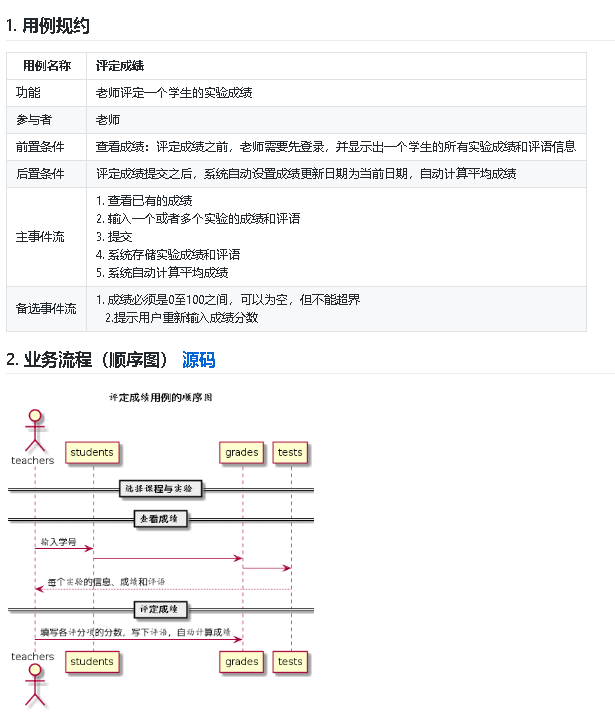 1. 用例规约
用例名称 评定成绩
功能 老师评定一个学生的实验成绩
参与者 老师
前置条件 查看成绩：评定成绩之前，老师需要先登录，并显示出一个学生的所有实验成绩和评语信息
后置条件 评定成绩提交之后，系统自动设置成绩更新日期为当前日期，自动计算平均成绩
主事件流
1. 查看已有的成绩
2. 输入一个或者多个实验的成绩和评语
3. 提交
4. 系统存储实验成绩和评语
5. 系统自动计算平均成绩
备选事件流
1. 成绩必须是0至100之间，可以为空，但不能超界
2.提示用户重新输入成绩分数
2. 业务流程（顺序图） 源码
评定成绩用例的顺序图
teachers students grades tests
选择课程与实验
查看成绩
输入学号
每个实验的信息、成绩和评语
评定成绩
填写各评分项的分数，写下评语，自动计算成绩
teachers students grades tests